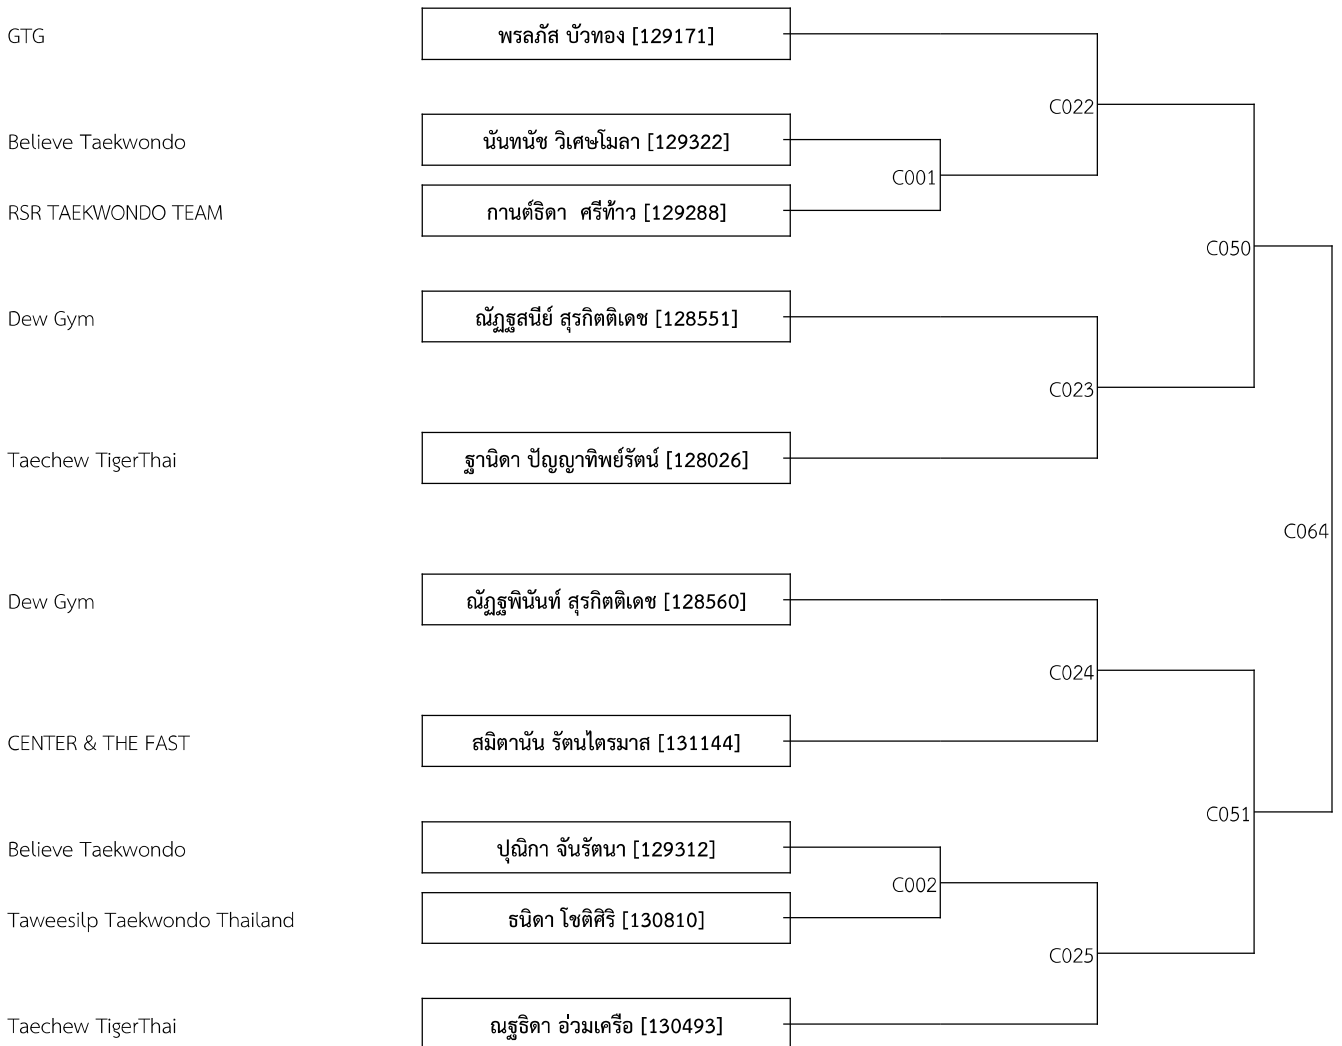 GTG
พรลภัส บัวทอง [129171]
C022
Believe Taekwondo
นันทนัช วิเศษโมลา [129322]
C001
RSR TAEKWONDO TEAM
กานต์ธิดา ศรีท้าว [129288]
C050
Dew Gym
ณัฏฐสนีย์ สุรกิตติเดช [128551]
C023
Taechew TigerThai
ฐานิดา ปัญญาทิพย์รัตน์ [128026]
C064
Dew Gym
ณัฏฐพินันท์ สุรกิตติเดช [128560]
C024
CENTER & THE FAST
สมิตานัน รัตนไตรมาส [131144]
C051
Believe Taekwondo
ปุณิกา จันรัตนา [129312]
C002
Taweesilp Taekwondo Thailand
ธนิดา โชติศิริ [130810]
C025
Taechew TigerThai
ณฐธิดา อ่วมเครือ [130493]